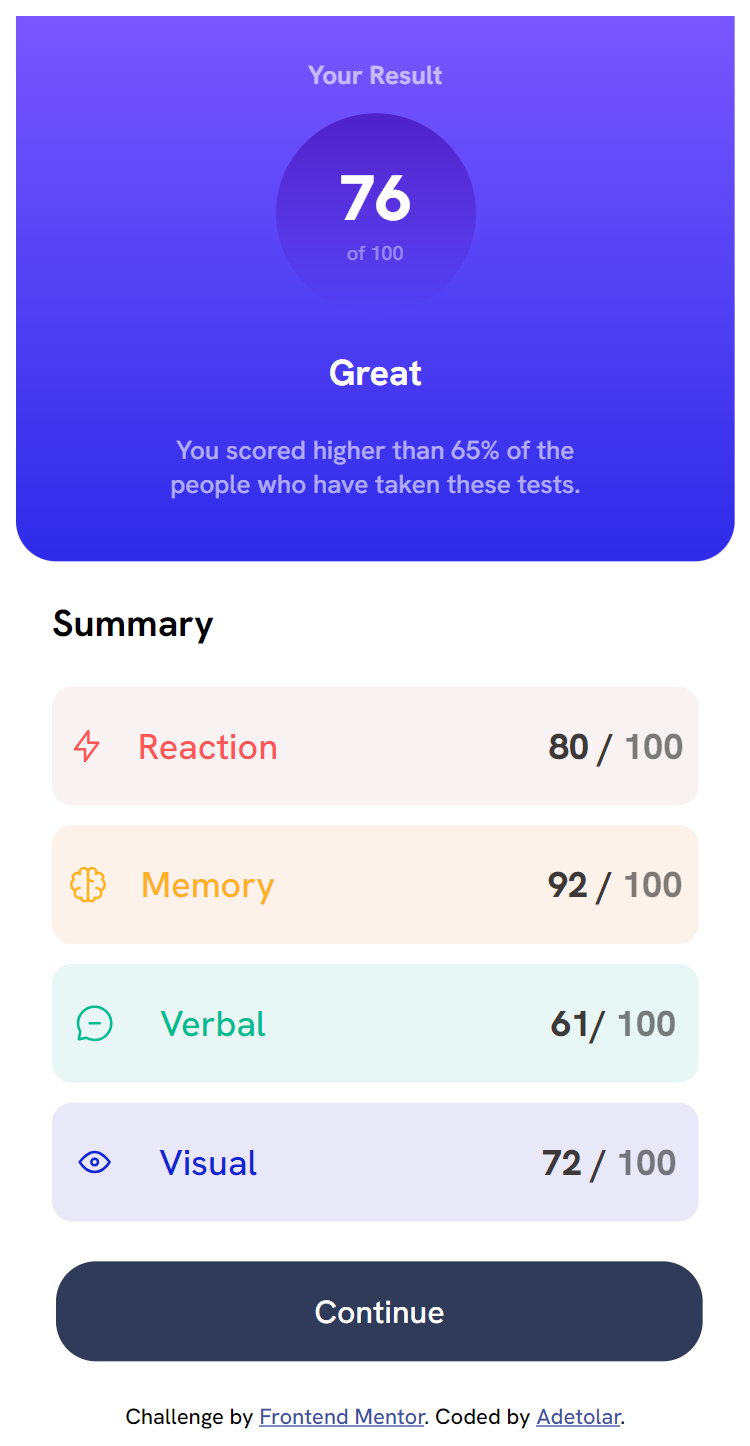 Your Result
76
of 100
Great
You scored higher than 65% of the
people who have taken these tests.
Summary
Reaction 80 / 100
Memory 92 / 100
Verbal 61/ 100
Visual 72 / 100
Continue
Challenge by Frontend Mentor. Coded by Adetolar.